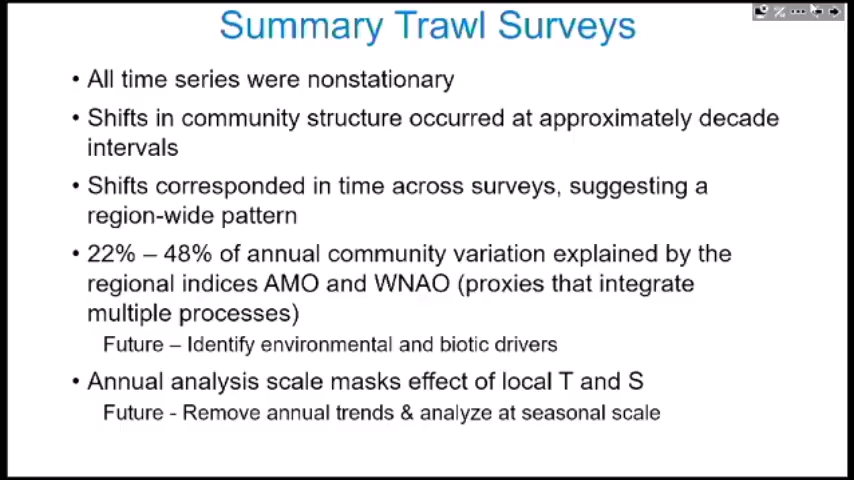 Summary Trawl Surveys
• All time series were nonstationary
• Shifts in community structure occurred at approximately decade
intervals
• Shifts corresponded in time across surveys, suggesting a
region-wide pattern
• 22% – 48% of annual community variation explained by the
regional indices AMO and WNAO (proxies that integrate
multiple processes)
Future – Identify environmental and biotic drivers
• Annual analysis scale masks effect of local T and S
Future - Remove annual trends & analyze at seasonal scale